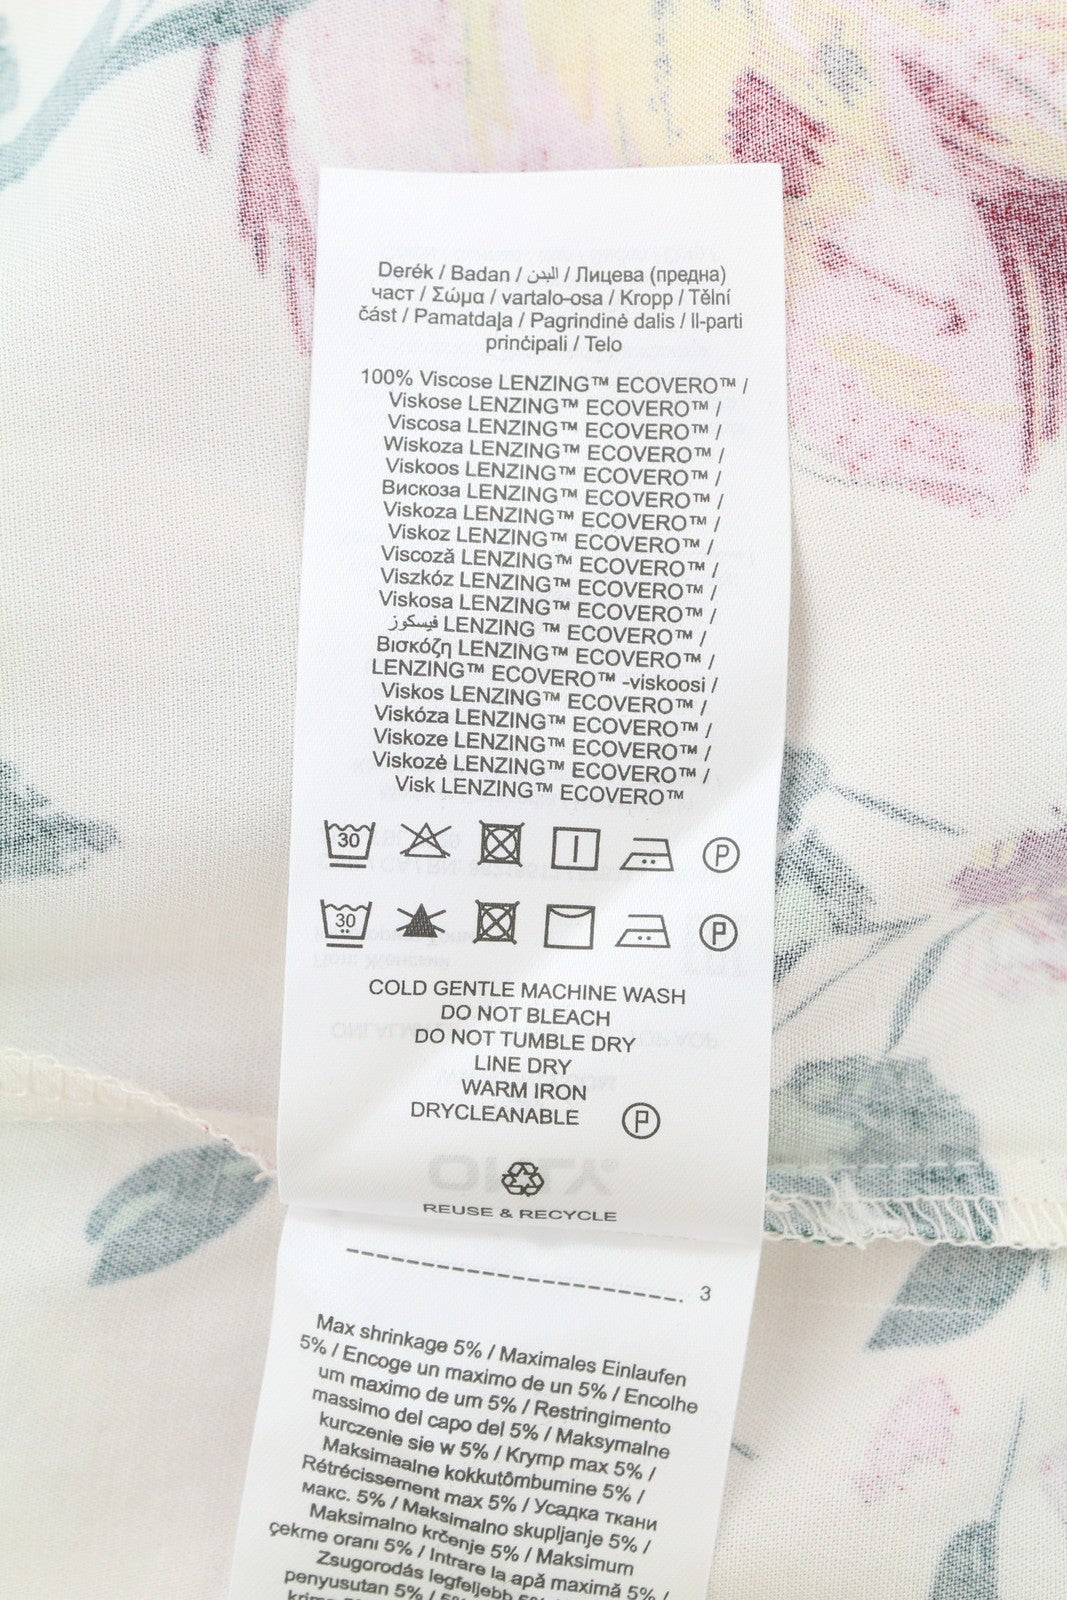 Derék / Badan / البدن / Лицева (предна)
част / Σώμα / vartalo-osa / Kropp / Tělní
část / Pamatdaļa / Pagrindinė dalis / Il-parti
prinċipali / Telo
100% Viscose LENZING™ ECOVERO™ /
Viskose LENZING™ ECOVERO™ /
Viscosa LENZING™ ECOVERO™ /
Wiskoza LENZING™ ECOVERO™ /
Viskoos LENZING™ ECOVERO™ /
Вискоза LENZING™ ECOVERO™ /
Viskoza LENZING™ ECOVERO™ /
Viskoz LENZING™ ECOVERO™ /
Viscoză LENZING™ ECOVERO™ /
Viszkóz LENZING™ ECOVERO™ /
Viskosa LENZING™ ECOVERO™ /
فيسكوز LENZING ™ ECOVERO™ /
Βισκόζη LENZING™ ECOVERO™ /
LENZING™ ECOVERO™ -viskoosi /
Viskos LENZING™ ECOVERO™ /
Viskóza LENZING™ ECOVERO™ /
Viskoze LENZING™ ECOVERO™ /
Viskozė LENZING™ ECOVERO™ /
Visk LENZING™ ECOVERO™
30 P
30 P
COLD GENTLE MACHINE WASH
DO NOT BLEACH
DO NOT TUMBLE DRY
LINE DRY
WARM IRON
DRYCLEANABLE P
REUSE & RECYCLE
3
Max shrinkage 5% / Maximales Einlaufen
5% / Encoge un maximo de un 5% / Encolhe
um maximo de um 5% / Restringimento
massimo del capo del 5% / Maksymalne
kurczenie sie w 5% / Krymp max 5% /
Maksimaalne kokkutõmbumine 5% /
Rétrécissement max 5% / Усадка ткани
макс. 5% / Maksimalno skupljanje 5% /
Maksimalno krčenje 5% / Maksimum
çekme oranı 5% / Intrare la apă maximă 5% /
Zsugorodás legfeljebb 5% /
penyusutan 5% /